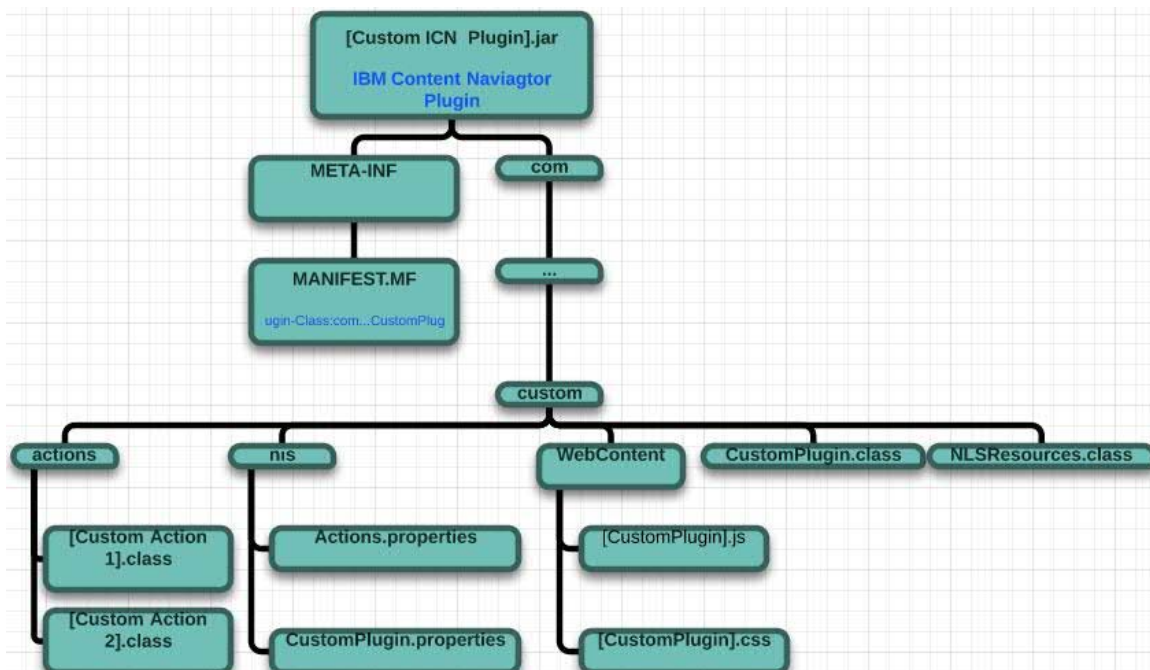 [Custom ICN Plugin].jar
IBM Content Naviagtor
Plugin
META-INF
com
MANIFEST.MF
ugin-Class:com...CustomPlug
...
custom
actions
nis
WebContent
CustomPlugin.class
NLSResources.class
[Custom Action
1].class
Actions.properties
[CustomPlugin].js
[Custom Action
2].class
CustomPlugin.properties
[CustomPlugin].css